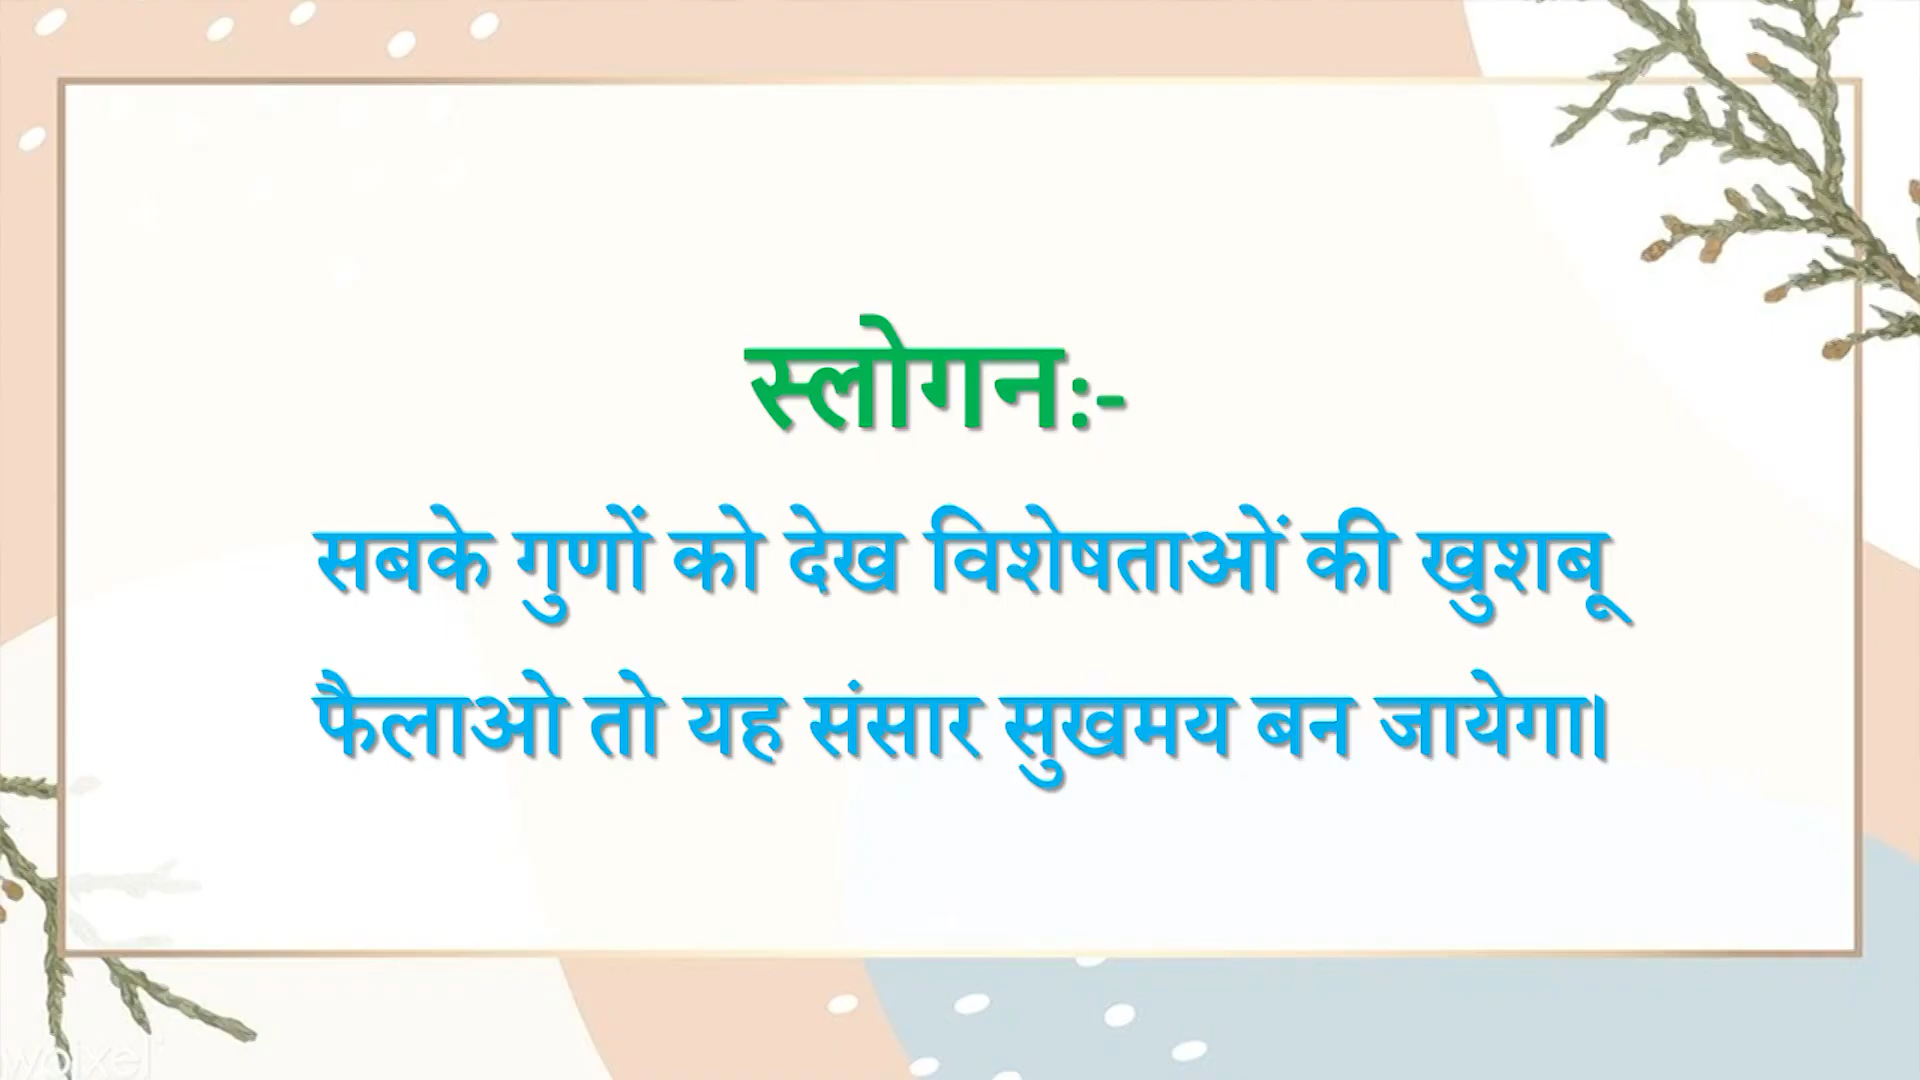 स्लोगन:-
सबके गुणों को देख विशेषताओं की खुशबू
फैलाओ तो यह संसार सुखमय बन जायेगा।